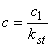 c = c₁ / kₛₜ